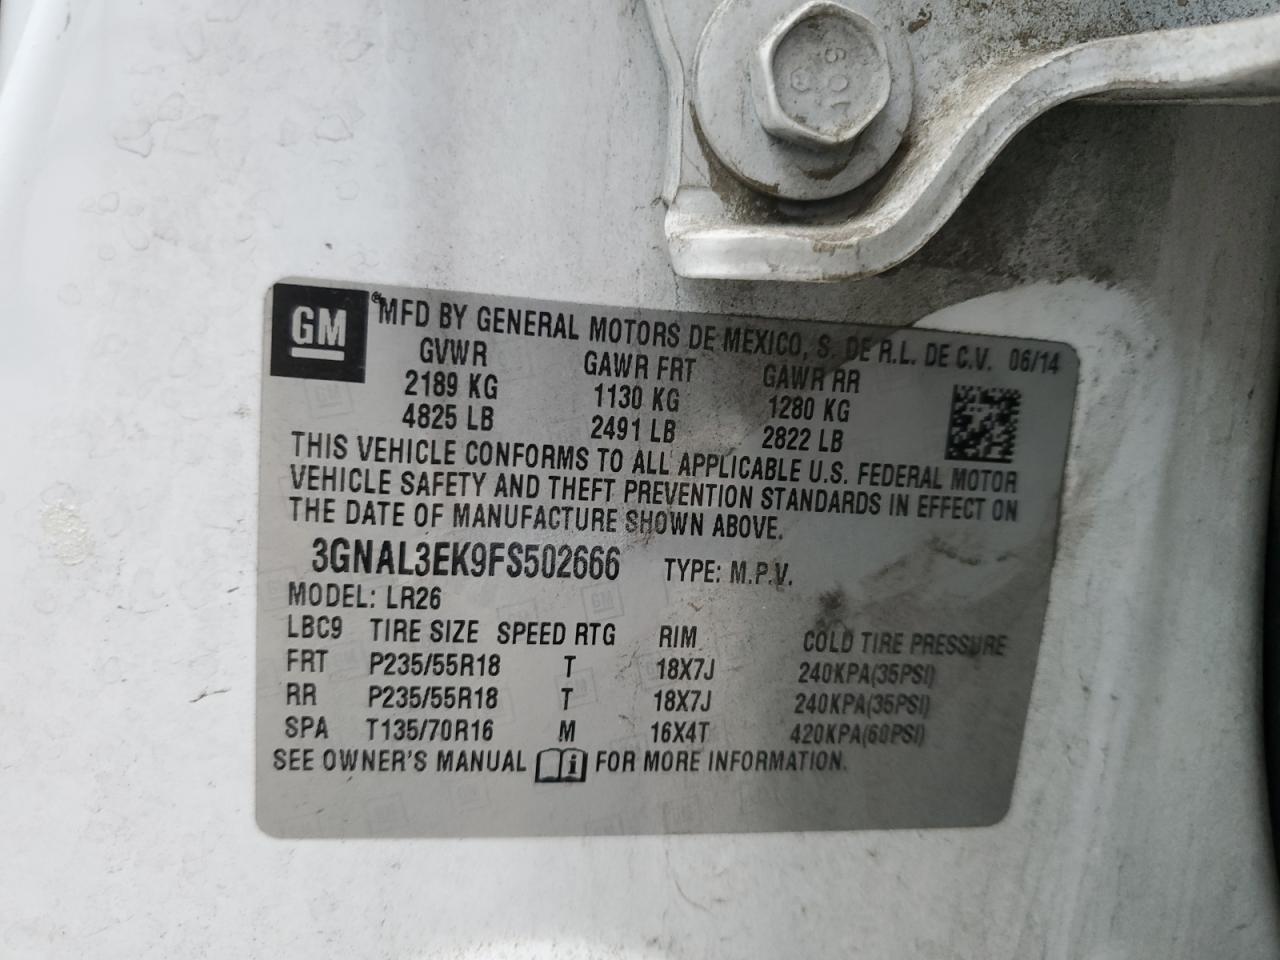 GM
® MFD BY GENERAL MOTORS DE MEXICO, S. DE R.L. DE C.V. 06/14
GVWR GAWR FRT GAWR RR
2189 KG 1130 KG 1280 KG
4825 LB 2491 LB 2822 LB
THIS VEHICLE CONFORMS TO ALL APPLICABLE U.S. FEDERAL MOTOR
VEHICLE SAFETY AND THEFT PREVENTION STANDARDS IN EFFECT ON
THE DATE OF MANUFACTURE SHOWN ABOVE.
3GNAL3EK9FS502666 TYPE: M.P.V.
MODEL: LR26
LBC9 TIRE SIZE SPEED RTG RIM COLD TIRE PRESSURE
FRT P235/55R18 T 18X7J 240KPA(35PSI)
RR P235/55R18 T 18X7J 240KPA(35PSI)
SPA T135/70R16 M 16X4T 420KPA(60PSI)
SEE OWNER'S MANUAL i FOR MORE INFORMATION.